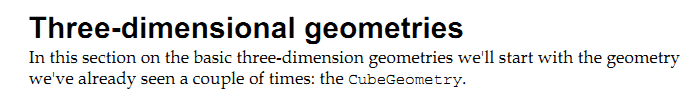 Three-dimensional geometries
In this section on the basic three-dimension geometries we'll start with the geometry
we've already seen a couple of times: the CubeGeometry.